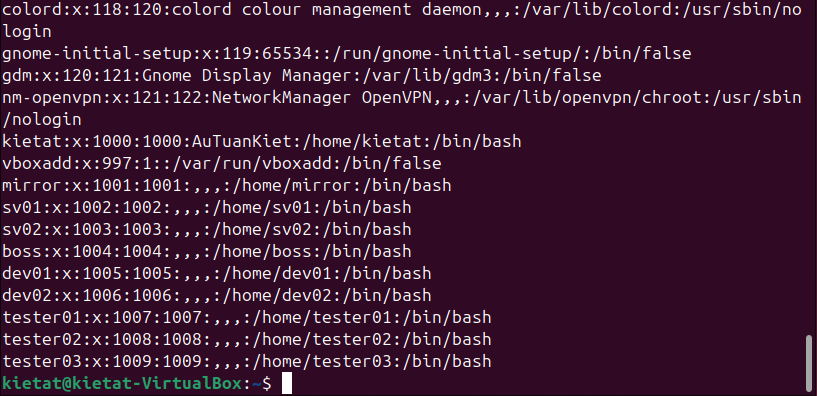 colord:x:118:120:colord colour management daemon,,,:/var/lib/colord:/usr/sbin/no
login
gnome-initial-setup:x:119:65534::/run/gnome-initial-setup/:/bin/false
gdm:x:120:121:Gnome Display Manager:/var/lib/gdm3:/bin/false
nm-openvpn:x:121:122:NetworkManager OpenVPN,,,:/var/lib/openvpn/chroot:/usr/sbin
/nologin
kietat:x:1000:1000:AuTuanKiet:/home/kietat:/bin/bash
vboxadd:x:997:1::/var/run/vboxadd:/bin/false
mirror:x:1001:1001:,,,:/home/mirror:/bin/bash
sv01:x:1002:1002:,,,:/home/sv01:/bin/bash
sv02:x:1003:1003:,,,:/home/sv02:/bin/bash
boss:x:1004:1004:,,,:/home/boss:/bin/bash
dev01:x:1005:1005:,,,:/home/dev01:/bin/bash
dev02:x:1006:1006:,,,:/home/dev02:/bin/bash
tester01:x:1007:1007:,,,:/home/tester01:/bin/bash
tester02:x:1008:1008:,,,:/home/tester02:/bin/bash
tester03:x:1009:1009:,,,:/home/tester03:/bin/bash
kietat@kietat-VirtualBox:~$